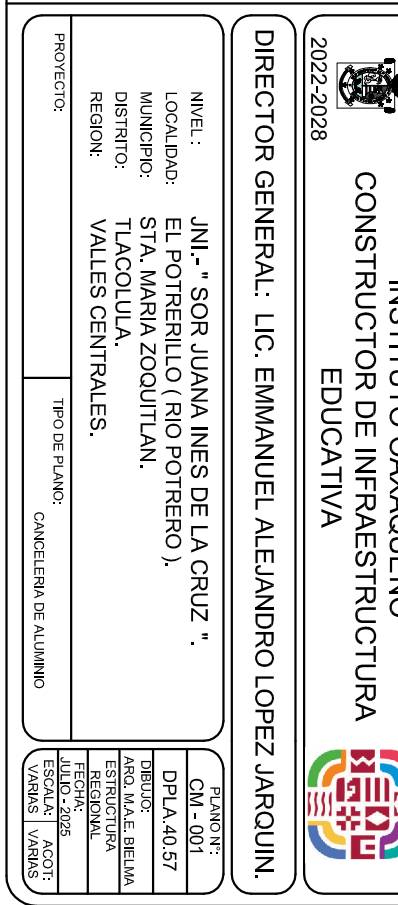 INSTITUTO OAXAQUEÑO
CONSTRUCTOR DE INFRAESTRUCTURA
EDUCATIVA
2022-2028
DIRECTOR GENERAL: LIC. EMMANUEL ALEJANDRO LOPEZ JARQUIN.
NIVEL : JNI.- " SOR JUANA INES DE LA CRUZ ".
LOCALIDAD: EL POTRERILLO ( RIO POTRERO ).
MUNICIPIO: STA. MARIA ZOQUITLAN.
DISTRITO: TLACOLULA.
REGION: VALLES CENTRALES.
PROYECTO:
TIPO DE PLANO:
CANCELERIA DE ALUMINIO
PLANO Nº:
CM - 001
DPLA-40.57
DIBUJO:
ARQ. M.A.E. BIELMA
ESTRUCTURA
REGIONAL
FECHA:
JULIO - 2025
ESCALA: ACOT:
VARIAS VARIAS